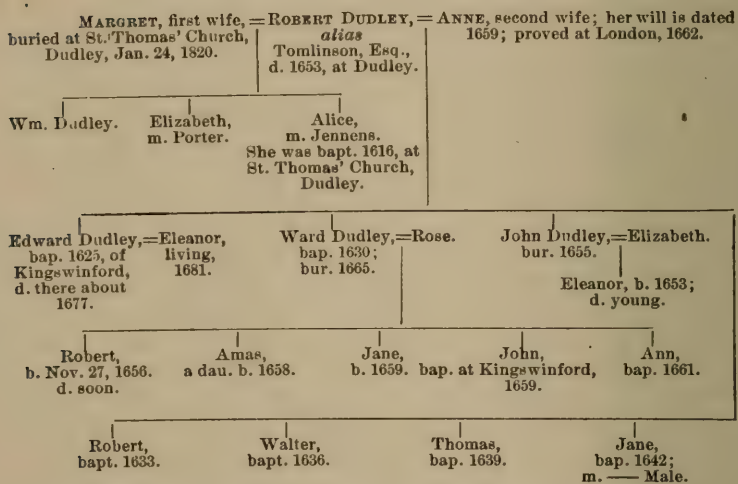 MARGRET, first wife, = ROBERT DUDLEY, = ANNE, second wife; her will is dated
buried at St. Thomas' Church, alias 1659; proved at London, 1662.
Dudley, Jan. 24, 1820. Tomlinson, Esq.,
d. 1653, at Dudley.
Wm. Dudley. Elizabeth, Alice,
m. Porter. m. Jennens.
She was bapt. 1616, at
St. Thomas' Church,
Dudley.
Edward Dudley, = Eleanor, Ward Dudley, = Rose. John Dudley, = Elizabeth.
bap. 1625, of living, bap. 1630; bur. 1655.
Kingswinford, 1681. bur. 1665.
d. there about Eleanor, b. 1653;
1677. d. young.
Robert, Amas, Jane, John, Ann,
b. Nov. 27, 1656. a dau. b. 1658. b. 1659. bap. at Kingswinford, bap. 1661.
d. soon. 1659.
Robert, Walter, Thomas, Jane,
bapt. 1633. bapt. 1636. bap. 1639. bap. 1642;
m. —— Male.